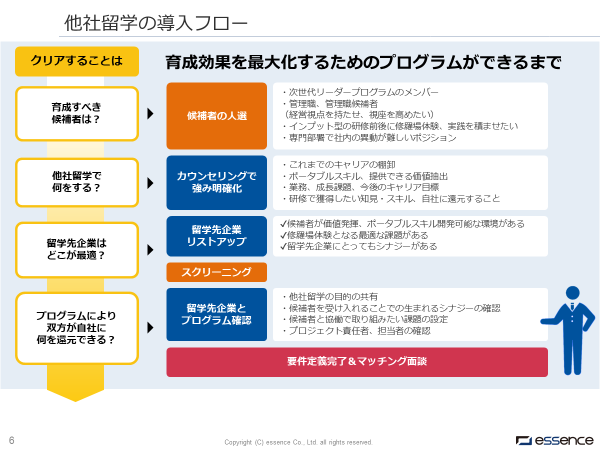 他社留学の導入フロー
クリアすることは
育成効果を最大化するためのプログラムができるまで
育成すべき
候補者は？
候補者の人選
・次世代リーダープログラムのメンバー
・管理職、管理職候補者
（経営視点を持たせ、視座を高めたい）
・インプット型の研修前後に修羅場体験、実践を積ませたい
・専門部署で社内の異動が難しいポジション
他社留学で
何をする？
カウンセリングで
強み明確化
・これまでのキャリアの棚卸
・ポータブルスキル、提供できる価値抽出
・業務、成長課題、今後のキャリア目標
・研修で獲得したい知見・スキル、自社に還元すること
留学先企業は
どこが最適？
留学先企業
リストアップ
✓候補者が価値発揮、ポータブルスキル開発可能な環境がある
✓修羅場体験となる最適な課題がある
✓留学先企業にとってもシナジーがある
スクリーニング
プログラムにより
双方が自社に
何を還元できる？
留学先企業と
プログラム確認
・他社留学の目的の共有
・候補者を受け入れることでの生まれるシナジーの確認
・候補者と協働で取り組みたい課題の設定
・プロジェクト責任者、担当者の確認
要件定義完了＆マッチング面談
6
Copyright (C) essence Co., Ltd. all rights reserved.
essence